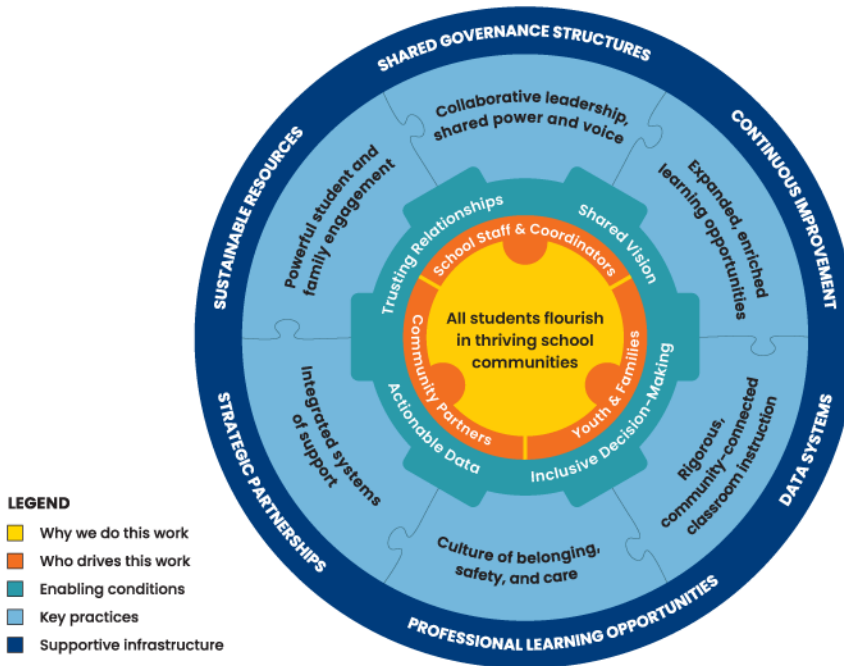 SHARED GOVERNANCE STRUCTURES
CONTINUOUS IMPROVEMENT
DATA SYSTEMS
PROFESSIONAL LEARNING OPPORTUNITIES
STRATEGIC PARTNERSHIPS
SUSTAINABLE RESOURCES
Collaborative leadership,
shared power and voice
Expanded, enriched
learning opportunities
Rigorous,
community-connected
classroom instruction
Culture of belonging,
safety, and care
Integrated systems
of support
Powerful student and
family engagement
Trusting Relationships
Shared Vision
Inclusive Decision-Making
Actionable Data
School Staff & Coordinators
Youth & Families
Community Partners
All students flourish
in thriving school
communities
LEGEND
Why we do this work
Who drives this work
Enabling conditions
Key practices
Supportive infrastructure